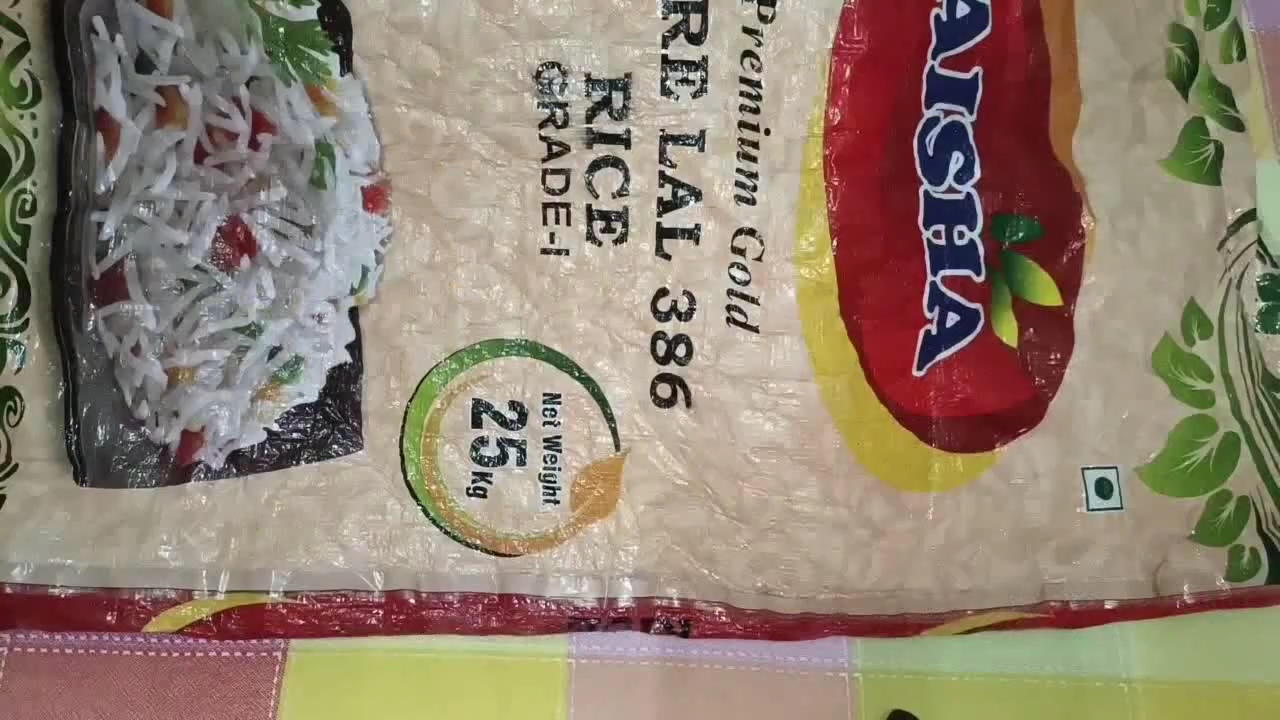 AISHA
Premium Gold
RE LAL 386
RICE
GRADE-I
Net Weight
25Kg